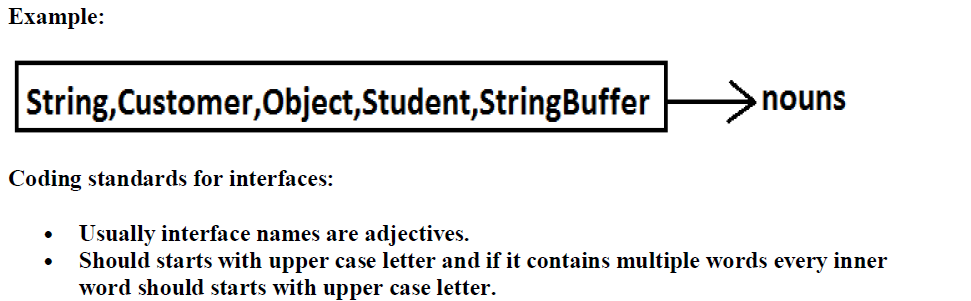 Example:
String,Customer,Object,Student,StringBuffer nouns
Coding standards for interfaces:
• Usually interface names are adjectives.
• Should starts with upper case letter and if it contains multiple words every inner
word should starts with upper case letter.